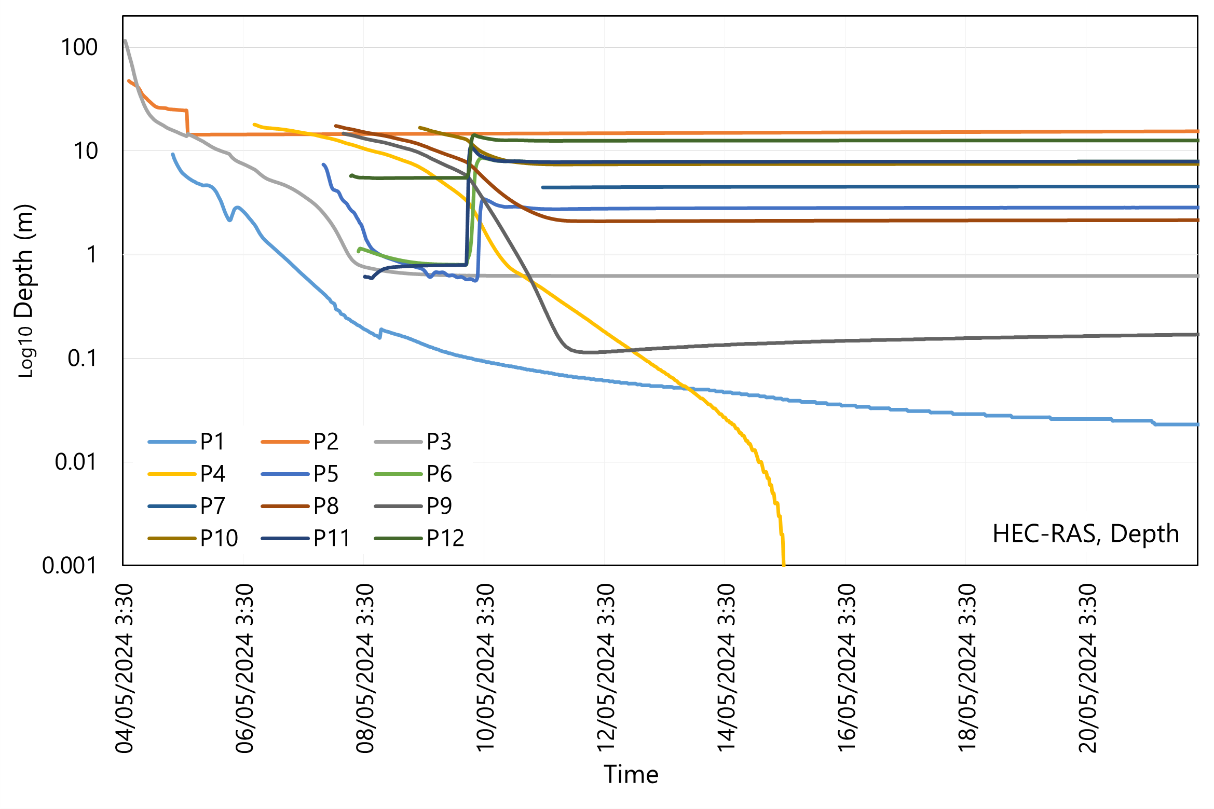 100
10
1
0.1
0.01
0.001
Log10 Depth (m)
P1 P2 P3
P4 P5 P6
P7 P8 P9
P10 P11 P12
HEC-RAS, Depth
04/05/2024 3:30
06/05/2024 3:30
08/05/2024 3:30
10/05/2024 3:30
12/05/2024 3:30
14/05/2024 3:30
16/05/2024 3:30
18/05/2024 3:30
20/05/2024 3:30
Time